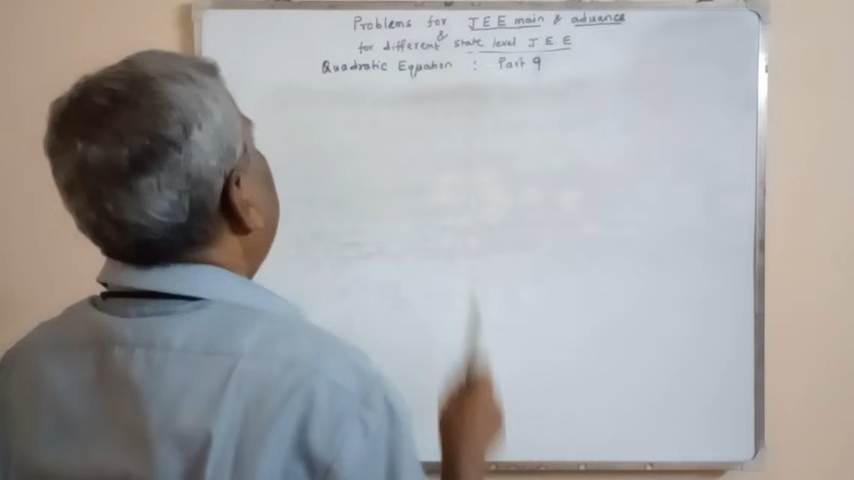 Problems for JEE main & advance
& for different state level JEE
Quadratic Equation : Part 9